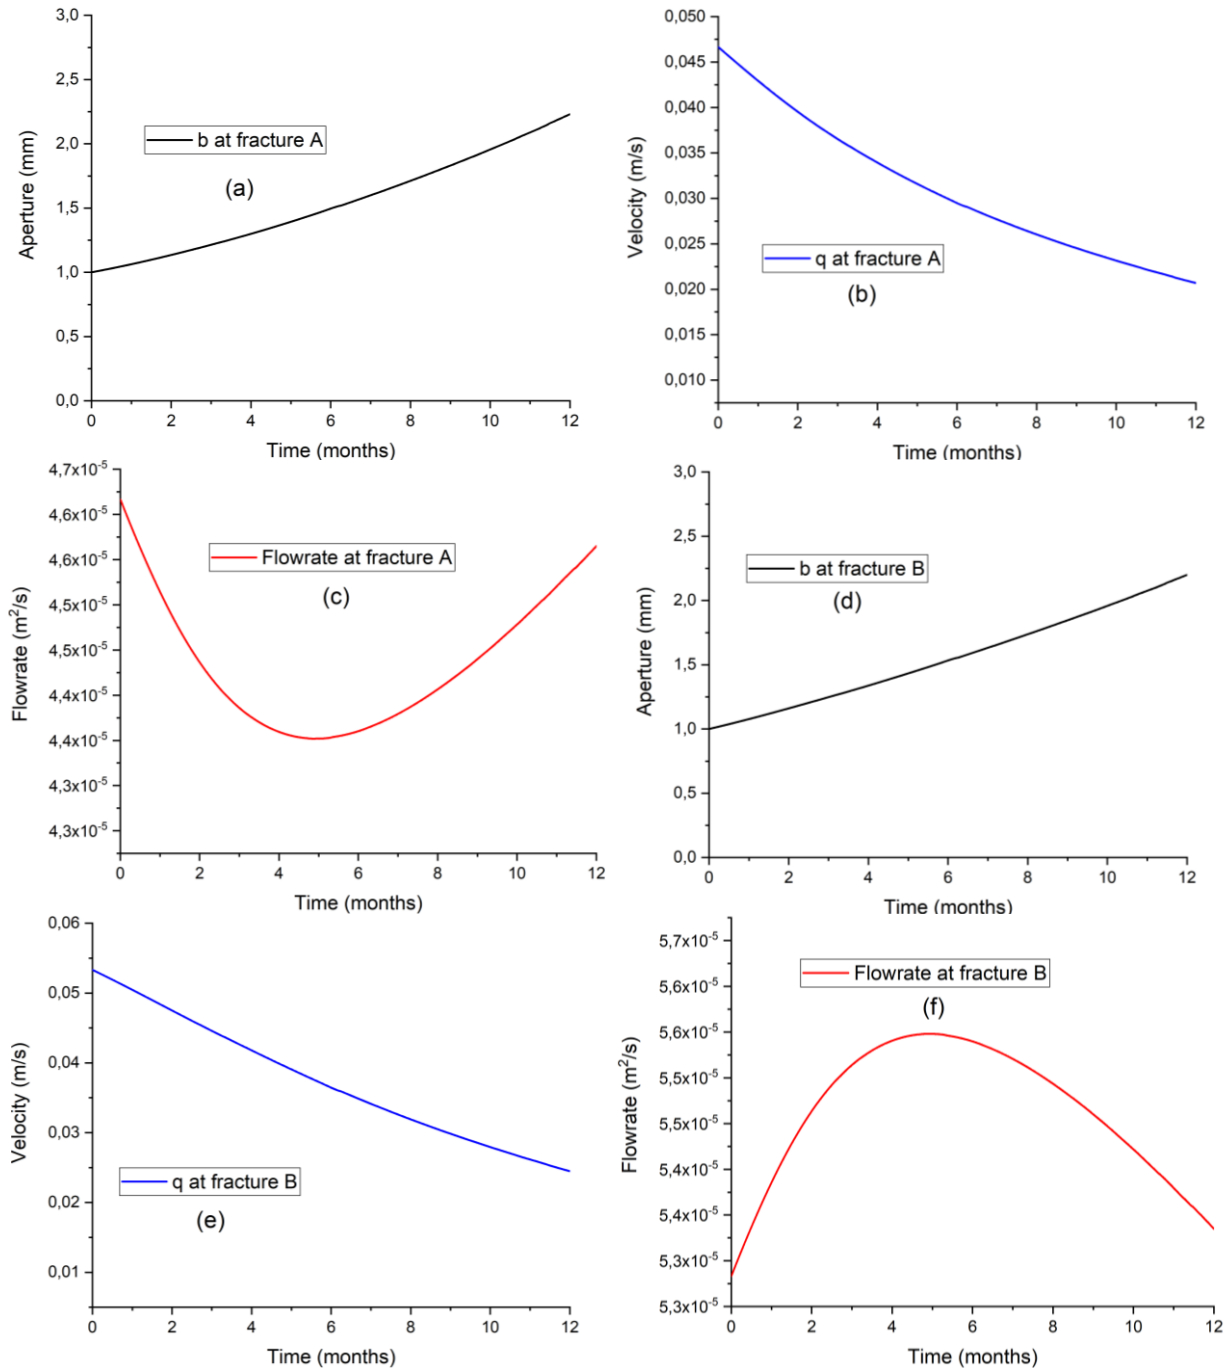 3,0
2,5
2,0
1,5
1,0
0,5
0,0
Aperture (mm)
b at fracture A
(a)
0 2 4 6 8 10 12
Time (months)
0,050
0,045
0,040
0,035
0,030
0,025
0,020
0,015
0,010
Velocity (m/s)
q at fracture A
(b)
0 2 4 6 8 10 12
Time (months)
4,7x10⁻⁵
4,6x10⁻⁵
4,6x10⁻⁵
4,5x10⁻⁵
4,5x10⁻⁵
4,4x10⁻⁵
4,4x10⁻⁵
4,3x10⁻⁵
4,3x10⁻⁵
Flowrate (m²/s)
Flowrate at fracture A
(c)
0 2 4 6 8 10 12
Time (months)
3,0
2,5
2,0
1,5
1,0
0,5
0,0
Aperture (mm)
b at fracture B
(d)
0 2 4 6 8 10 12
Time (months)
0,06
0,05
0,04
0,03
0,02
0,01
Velocity (m/s)
q at fracture B
(e)
0 2 4 6 8 10 12
Time (months)
5,7x10⁻⁵
5,6x10⁻⁵
5,6x10⁻⁵
5,5x10⁻⁵
5,5x10⁻⁵
5,4x10⁻⁵
5,4x10⁻⁵
5,3x10⁻⁵
5,3x10⁻⁵
Flowrate (m²/s)
Flowrate at fracture B
(f)
0 2 4 6 8 10 12
Time (months)